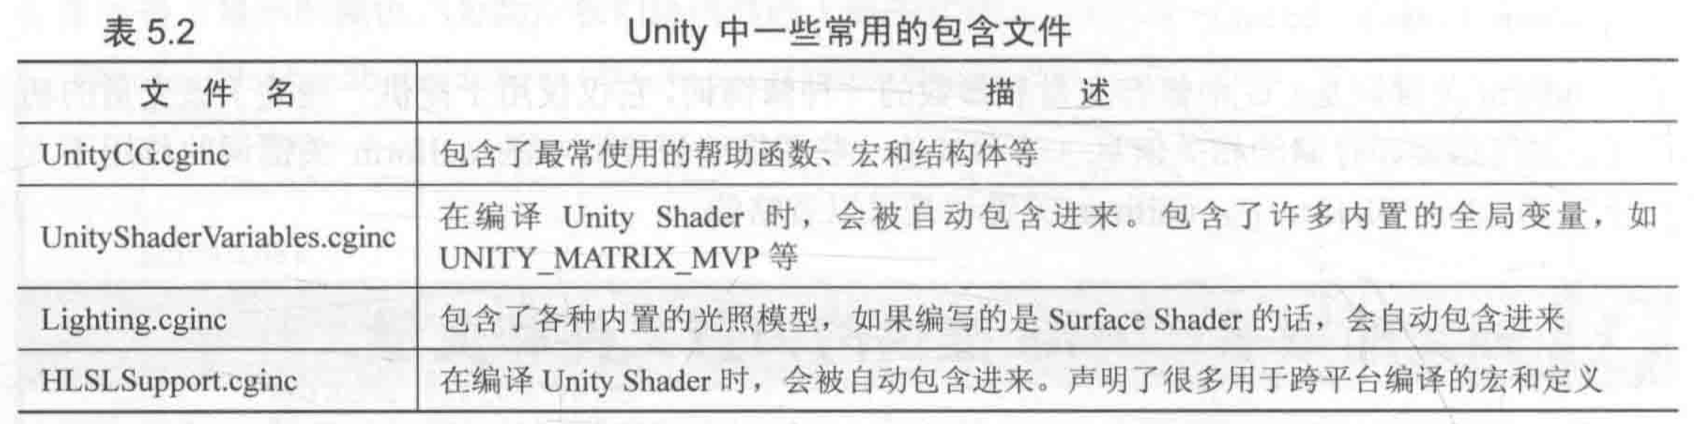 表 5.2 Unity 中一些常用的包含文件
文 件 名 描 述
UnityCG.cginc 包含了最常使用的帮助函数、宏和结构体等
UnityShaderVariables.cginc 在编译 Unity Shader 时，会被自动包含进来。包含了许多内置的全局变量，如
UNITY_MATRIX_MVP 等
Lighting.cginc 包含了各种内置的光照模型，如果编写的是 Surface Shader 的话，会自动包含进来
HLSLSupport.cginc 在编译 Unity Shader 时，会被自动包含进来。声明了很多用于跨平台编译的宏和定义